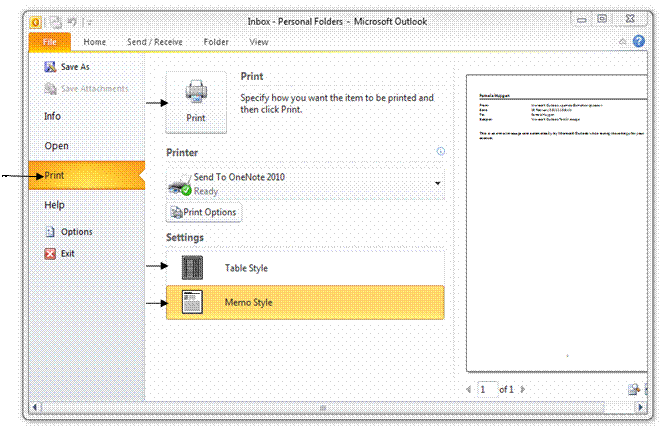 Inbox - Personal Folders - Microsoft Outlook
File Home Send / Receive Folder View
Save As
Save Attachments
Info
Open
Print
Help
Options
Exit
Print
Print
Specify how you want the item to be printed and
then click Print.
Printer
Send To OneNote 2010
Ready
Print Options
Settings
Table Style
Memo Style
1 of 1